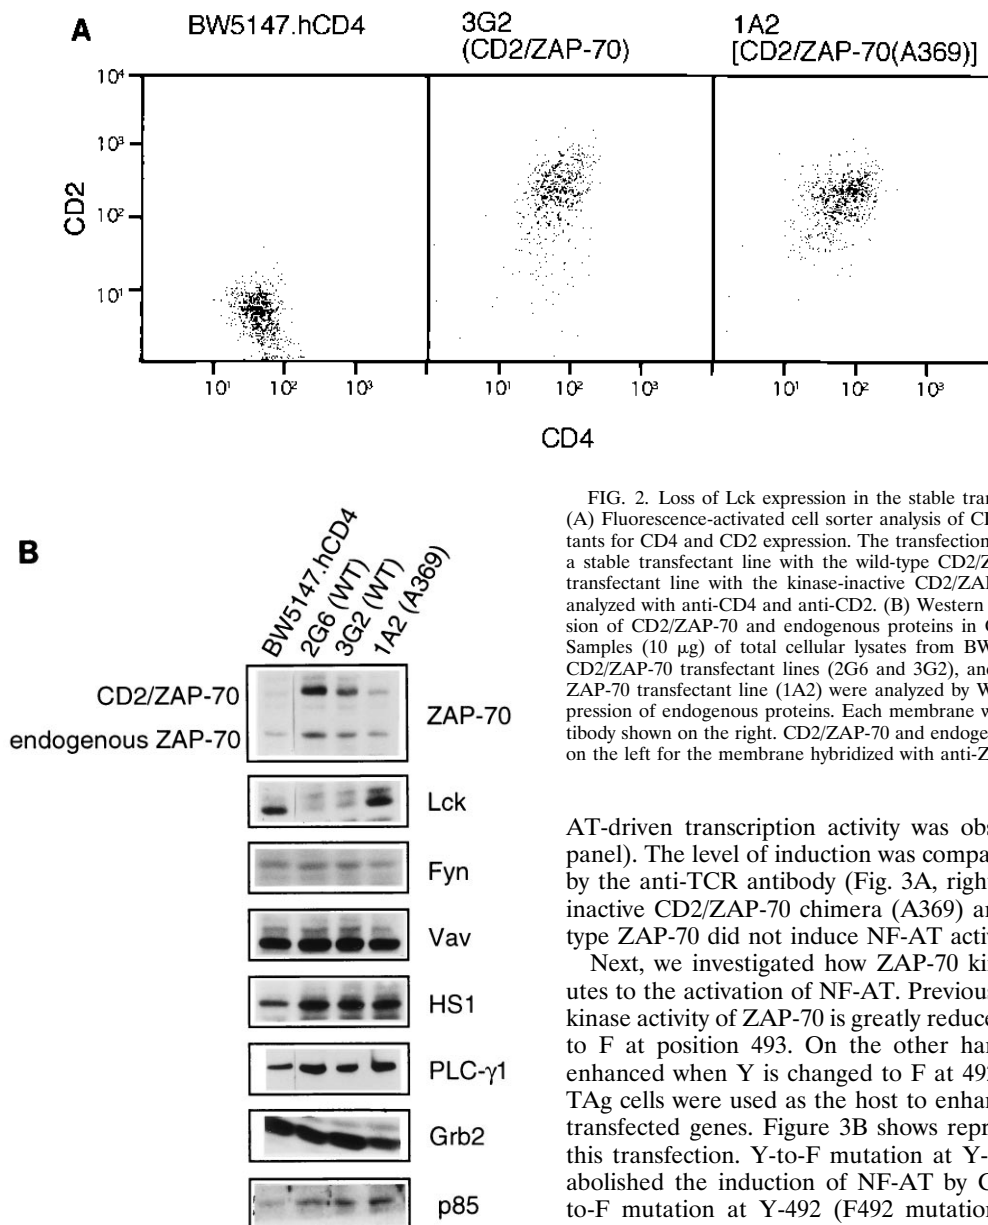 A
BW5147.hCD4
3G2
(CD2/ZAP-70)
1A2
[CD2/ZAP-70(A369)]
10⁴
10³
10²
10¹
CD2
10¹ 10² 10³
10¹ 10² 10³
10¹ 10² 10³
CD4
B
BW5147.hCD4
2G6 (WT)
3G2 (WT)
1A2 (A369)
CD2/ZAP-70
endogenous ZAP-70
ZAP-70
Lck
Fyn
Vav
HS1
PLC-γ1
Grb2
p85
FIG. 2. Loss of Lck expression in the stable tran
(A) Fluorescence-activated cell sorter analysis of
tants for CD4 and CD2 expression. The transfection
a stable transfectant line with the wild-type CD2/Z
transfectant line with the kinase-inactive CD2/ZAP
analyzed with anti-CD4 and anti-CD2. (B) Western
sion of CD2/ZAP-70 and endogenous proteins in
Samples (10 μg) of total cellular lysates from BW
CD2/ZAP-70 transfectant lines (2G6 and 3G2), and
ZAP-70 transfectant line (1A2) were analyzed by W
pression of endogenous proteins. Each membrane w
tibody shown on the right. CD2/ZAP-70 and endoge
on the left for the membrane hybridized with anti-Z
AT-driven transcription activity was obs
panel). The level of induction was compa
by the anti-TCR antibody (Fig. 3A, right
inactive CD2/ZAP-70 chimera (A369) an
type ZAP-70 did not induce NF-AT activ
Next, we investigated how ZAP-70 kin
utes to the activation of NF-AT. Previous
kinase activity of ZAP-70 is greatly reduce
to F at position 493. On the other har
enhanced when Y is changed to F at 492
TAg cells were used as the host to enhan
transfected genes. Figure 3B shows repr
this transfection. Y-to-F mutation at Y-
abolished the induction of NF-AT by C
to-F mutation at Y-492 (F492 mutation